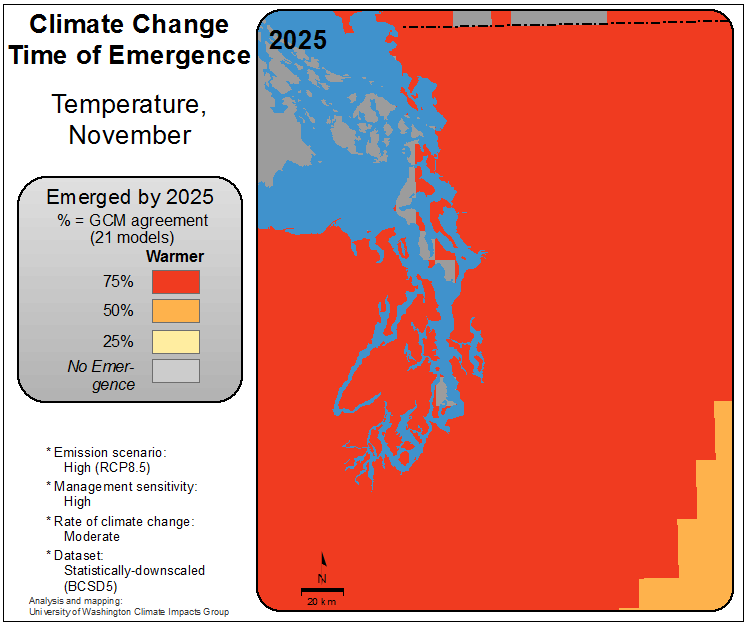 Climate Change
Time of Emergence
Temperature,
November
Emerged by 2025
% = GCM agreement
(21 models)
Warmer
75%
50%
25%
No Emer-
gence
* Emission scenario:
High (RCP8.5)
* Management sensitivity:
High
* Rate of climate change:
Moderate
* Dataset:
Statistically-downscaled
(BCSD5)
Analysis and mapping:
University of Washington Climate Impacts Group
2025
N
20 km